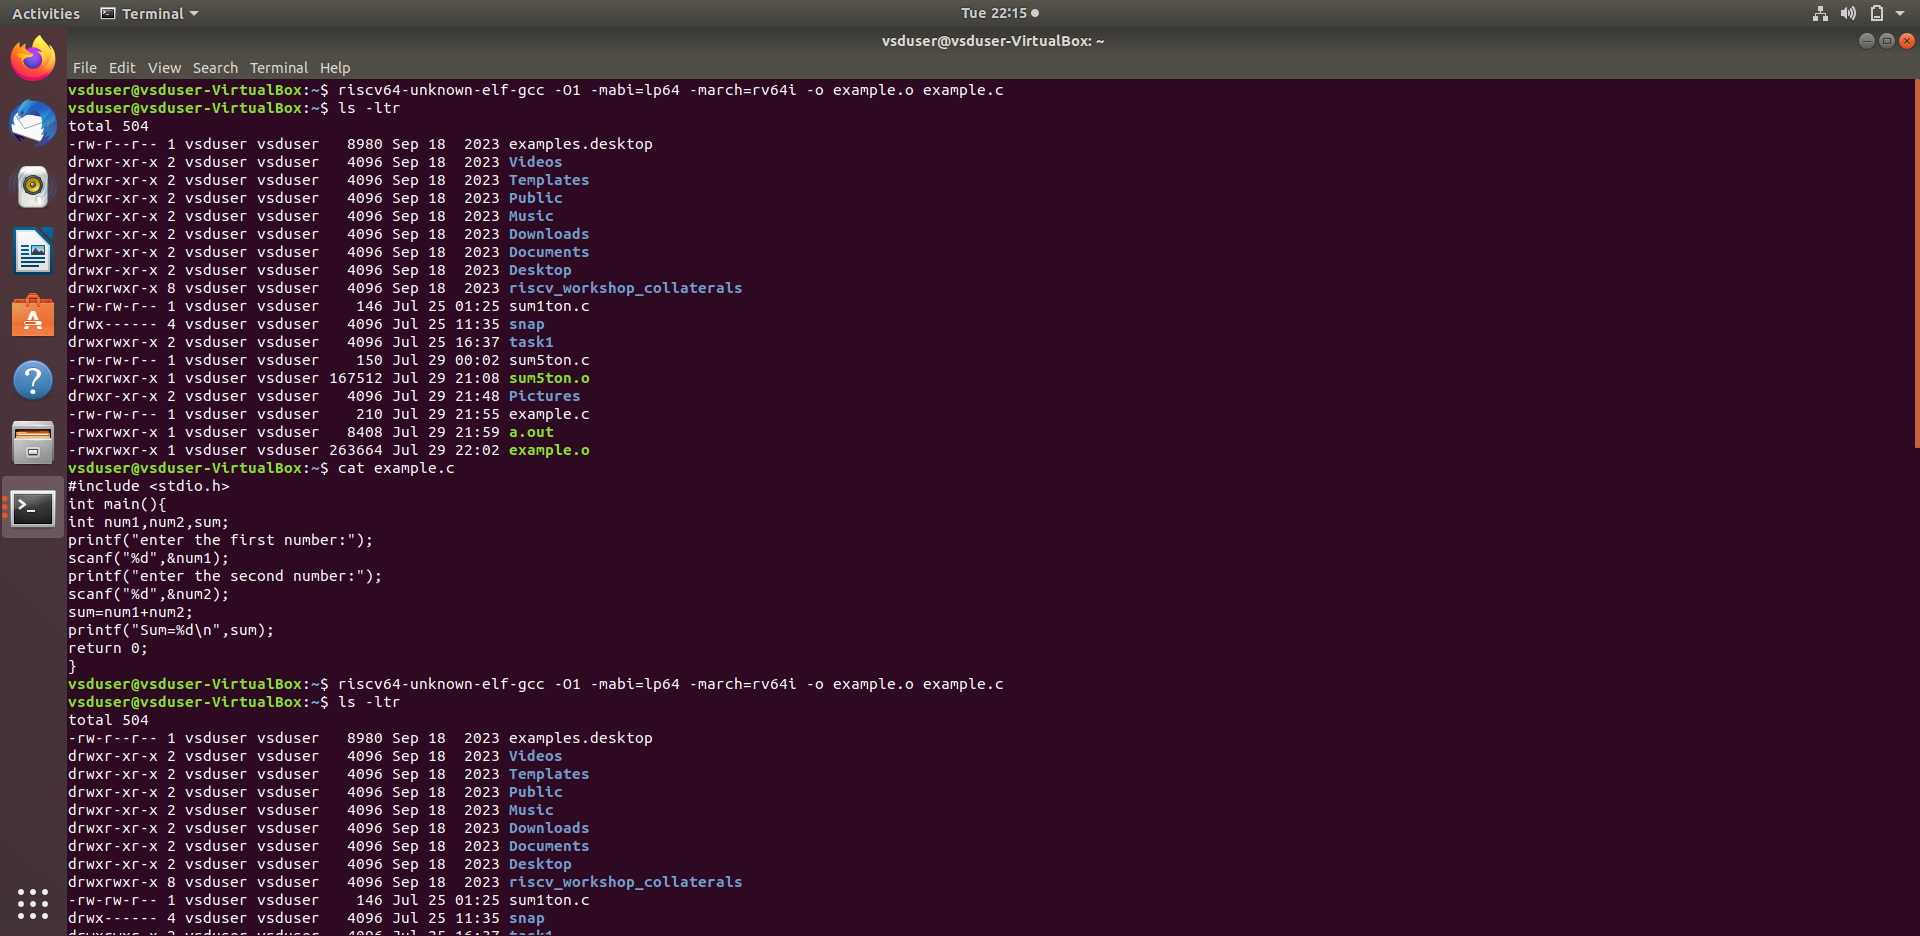 Activities Terminal Tue 22:15
vsduser@vsduser-VirtualBox: ~
File Edit View Search Terminal Help
vsduser@vsduser-VirtualBox:~$ riscv64-unknown-elf-gcc -O1 -mabi=lp64 -march=rv64i -o example.o example.c
vsduser@vsduser-VirtualBox:~$ ls -ltr
total 504
-rw-r--r-- 1 vsduser vsduser   8980 Sep 18  2023 examples.desktop
drwxr-xr-x 2 vsduser vsduser   4096 Sep 18  2023 Videos
drwxr-xr-x 2 vsduser vsduser   4096 Sep 18  2023 Templates
drwxr-xr-x 2 vsduser vsduser   4096 Sep 18  2023 Public
drwxr-xr-x 2 vsduser vsduser   4096 Sep 18  2023 Music
drwxr-xr-x 2 vsduser vsduser   4096 Sep 18  2023 Downloads
drwxr-xr-x 2 vsduser vsduser   4096 Sep 18  2023 Documents
drwxr-xr-x 2 vsduser vsduser   4096 Sep 18  2023 Desktop
drwxrwxr-x 8 vsduser vsduser   4096 Sep 18  2023 riscv_workshop_collaterals
-rw-rw-r-- 1 vsduser vsduser    146 Jul 25 01:25 sum1ton.c
drwx------ 4 vsduser vsduser   4096 Jul 25 11:35 snap
drwxrwxr-x 2 vsduser vsduser   4096 Jul 25 16:37 task1
-rw-rw-r-- 1 vsduser vsduser    150 Jul 29 00:02 sum5ton.c
-rwxrwxr-x 1 vsduser vsduser 167512 Jul 29 21:08 sum5ton.o
drwxr-xr-x 2 vsduser vsduser   4096 Jul 29 21:48 Pictures
-rw-rw-r-- 1 vsduser vsduser    210 Jul 29 21:55 example.c
-rwxrwxr-x 1 vsduser vsduser   8408 Jul 29 21:59 a.out
-rwxrwxr-x 1 vsduser vsduser 263664 Jul 29 22:02 example.o
vsduser@vsduser-VirtualBox:~$ cat example.c
#include <stdio.h>
int main(){
int num1,num2,sum;
printf("enter the first number:");
scanf("%d",&num1);
printf("enter the second number:");
scanf("%d",&num2);
sum=num1+num2;
printf("Sum=%d\n",sum);
return 0;
}
vsduser@vsduser-VirtualBox:~$ riscv64-unknown-elf-gcc -O1 -mabi=lp64 -march=rv64i -o example.o example.c
vsduser@vsduser-VirtualBox:~$ ls -ltr
total 504
-rw-r--r-- 1 vsduser vsduser   8980 Sep 18  2023 examples.desktop
drwxr-xr-x 2 vsduser vsduser   4096 Sep 18  2023 Videos
drwxr-xr-x 2 vsduser vsduser   4096 Sep 18  2023 Templates
drwxr-xr-x 2 vsduser vsduser   4096 Sep 18  2023 Public
drwxr-xr-x 2 vsduser vsduser   4096 Sep 18  2023 Music
drwxr-xr-x 2 vsduser vsduser   4096 Sep 18  2023 Downloads
drwxr-xr-x 2 vsduser vsduser   4096 Sep 18  2023 Documents
drwxr-xr-x 2 vsduser vsduser   4096 Sep 18  2023 Desktop
drwxrwxr-x 8 vsduser vsduser   4096 Sep 18  2023 riscv_workshop_collaterals
-rw-rw-r-- 1 vsduser vsduser    146 Jul 25 01:25 sum1ton.c
drwx------ 4 vsduser vsduser   4096 Jul 25 11:35 snap
drwxrwxr-x 2 vsduser vsduser   4096 Jul 25 16:37 task1